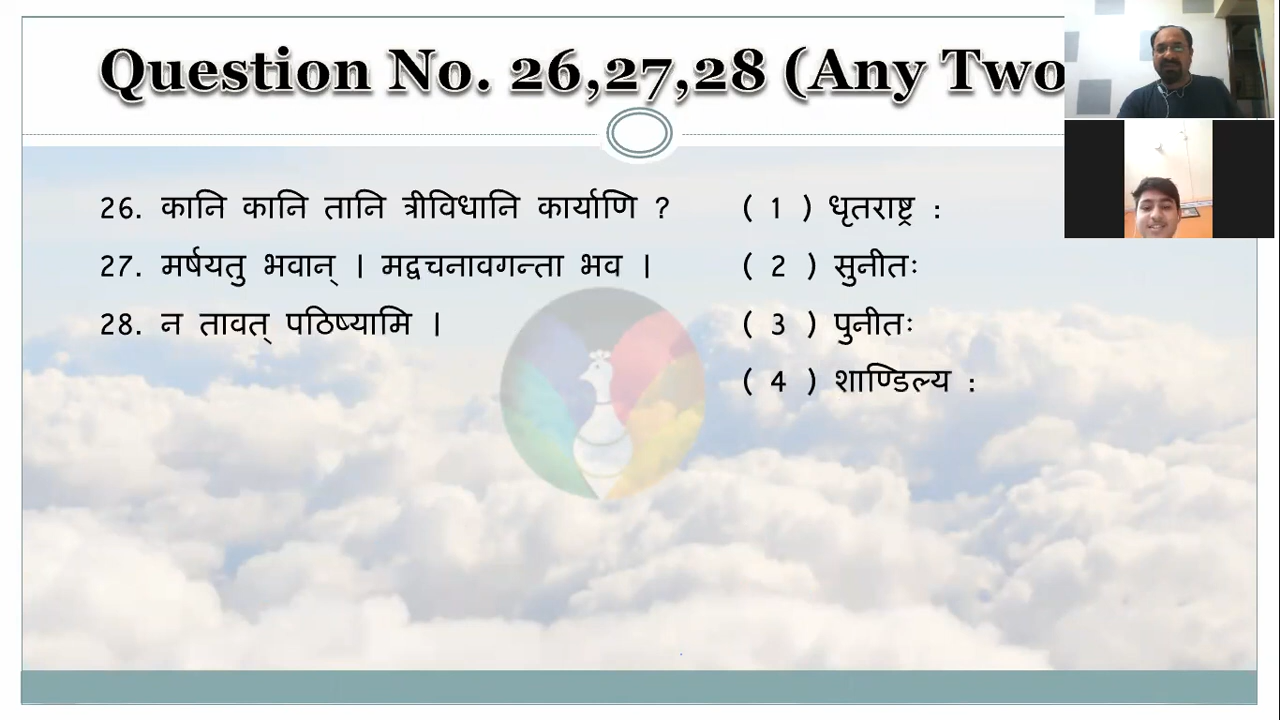 Question No. 26,27,28 (Any Two
26. कानि कानि तानि त्रीविधानि कार्याणि ? ( 1 ) धृतराष्ट्र :
27. मर्षयतु भवान् । मद्वचनावगन्ता भव । ( 2 ) सुनीतः
28. न तावत् पठिष्यामि । ( 3 ) पुनीतः
( 4 ) शाण्डिल्य :